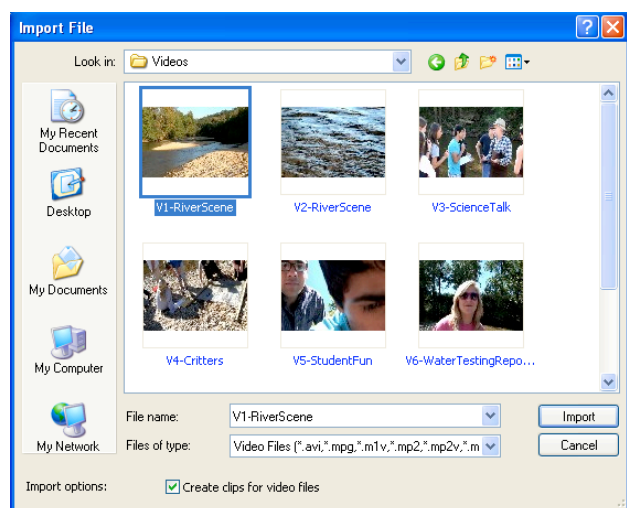 Import File
Look in: Videos
My Recent
Documents
Desktop
My Documents
My Computer
My Network
V1-RiverScene V2-RiverScene V3-ScienceTalk
V4-Critters V5-StudentFun V6-WaterTestingRepo...
File name: V1-RiverScene Import
Files of type: Video Files (*.avi,*.mpg,*.m1v,*.mp2,*.mp2v,*.m Cancel
Import options: Create clips for video files